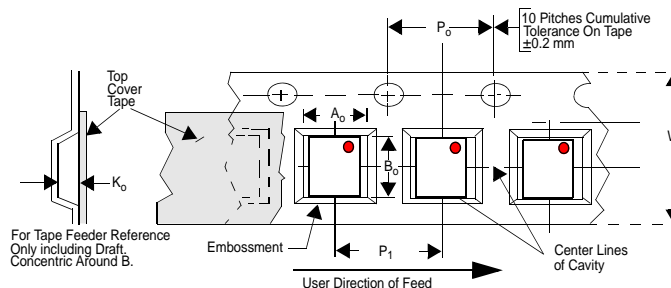 10 Pitches Cumulative
Tolerance On Tape
±0.2 mm
Po
Top
Cover
Tape
Ao
W
Bo
Ko
For Tape Feeder Reference
Only including Draft.
Concentric Around B.
Embossment
P1
Center Lines
of Cavity
User Direction of Feed